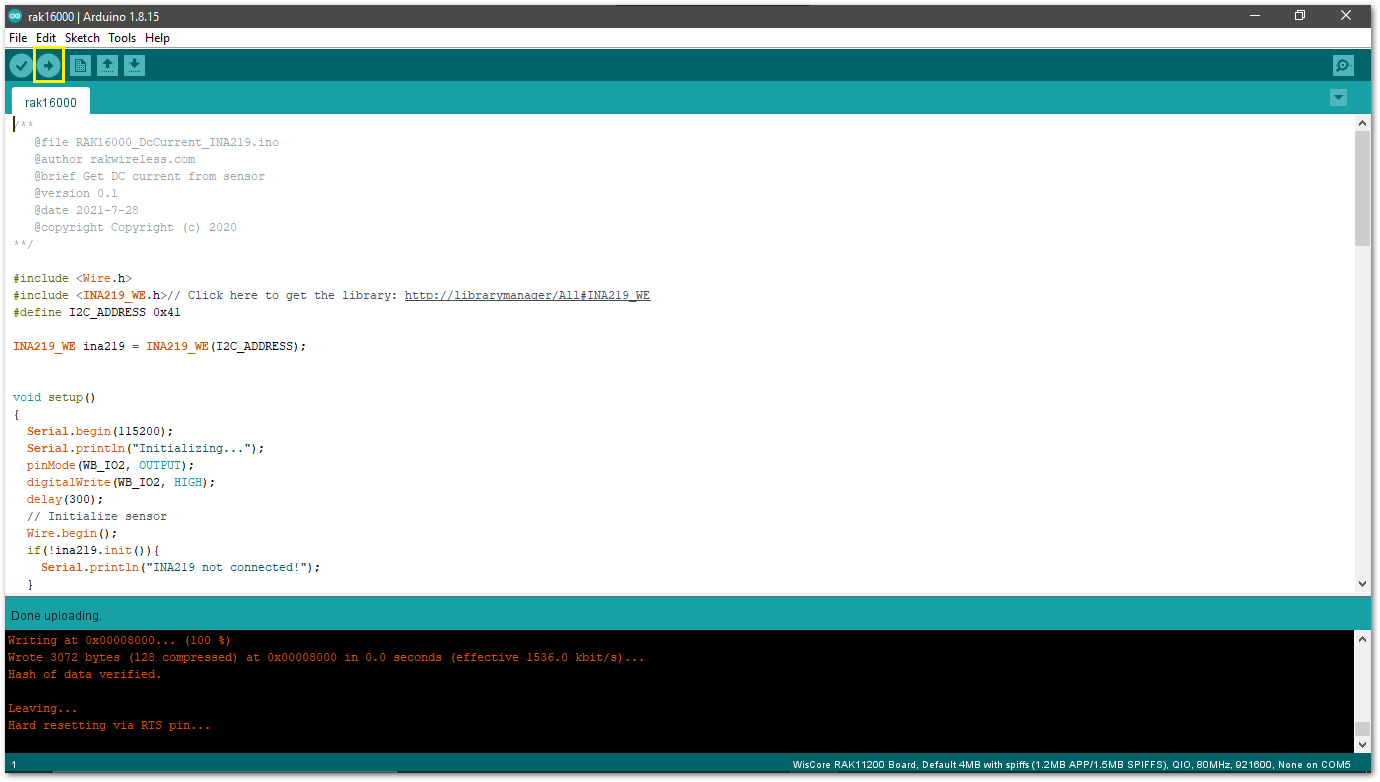 rak16000 | Arduino 1.8.15
File Edit Sketch Tools Help
rak16000
/**
@file RAK16000_DcCurrent_INA219.ino
@author rakwireless.com
@brief Get DC current from sensor
@version 0.1
@date 2021-7-28
@copyright Copyright (c) 2020
**/
#include <Wire.h>
#include <INA219_WE.h>// Click here to get the library: http://librarymanager/All#INA219_WE
#define I2C_ADDRESS 0x41
INA219_WE ina219 = INA219_WE(I2C_ADDRESS);
void setup()
{
Serial.begin(115200);
Serial.println("Initializing...");
pinMode(WB_IO2, OUTPUT);
digitalWrite(WB_IO2, HIGH);
delay(300);
// Initialize sensor
Wire.begin();
if(!ina219.init()){
Serial.println("INA219 not connected!");
}
Done uploading.
Writing at 0x00008000... (100 %)
Wrote 3072 bytes (128 compressed) at 0x00008000 in 0.0 seconds (effective 1536.0 kbit/s)...
Hash of data verified.
Leaving...
Hard resetting via RTS pin...
1 WisCore RAK11200 Board, Default 4MB with spiffs (1.2MB APP/1.5MB SPIFFS), QIO, 80MHz, 921600, None on COM5